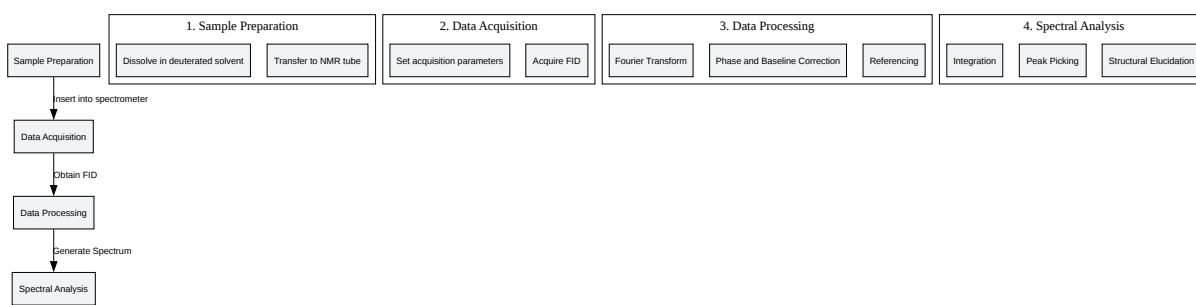 1. Sample Preparation
2. Data Acquisition
3. Data Processing
4. Spectral Analysis
Sample Preparation
Dissolve in deuterated solvent
Transfer to NMR tube
Set acquisition parameters
Acquire FID
Fourier Transform
Phase and Baseline Correction
Referencing
Integration
Peak Picking
Structural Elucidation
Insert into spectrometer
Data Acquisition
Obtain FID
Data Processing
Generate Spectrum
Spectral Analysis